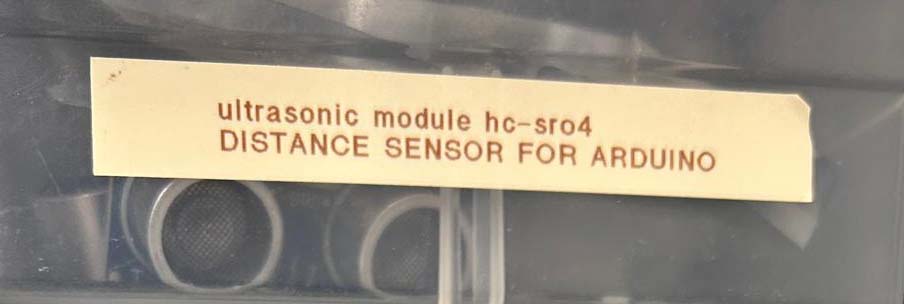 ultrasonic module hc-sro4
DISTANCE SENSOR FOR ARDUINO